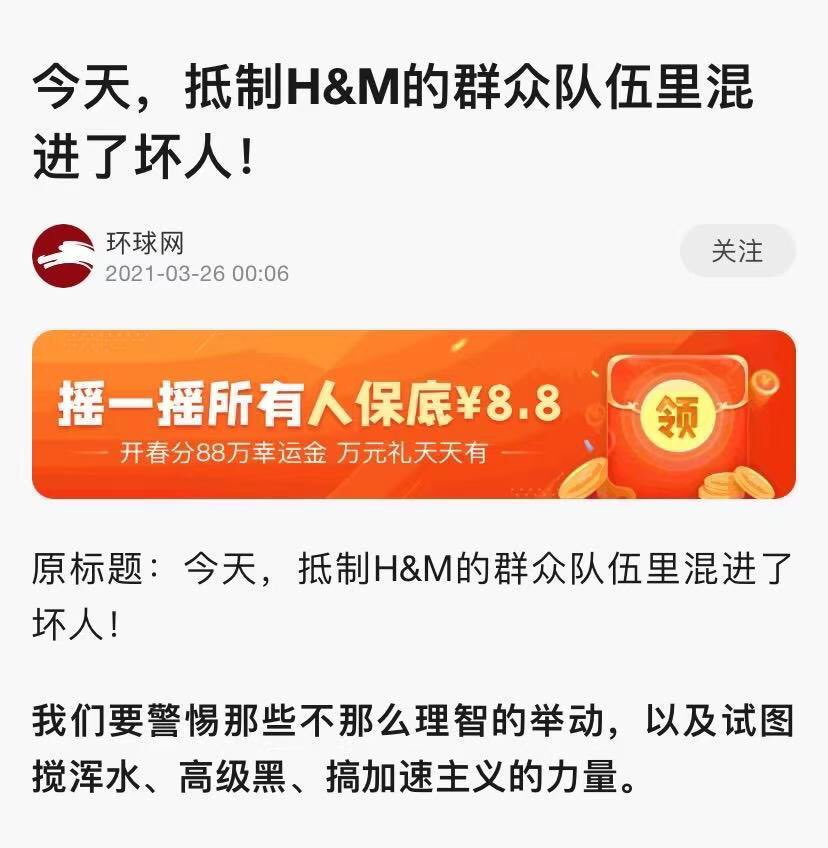 今天，抵制H&M的群众队伍里混
进了坏人！
环球网
2021-03-26 00:06
关注
摇一摇所有人保底¥8.8
开春分88万幸运金 万元礼天天有
领
原标题：今天，抵制H&M的群众队伍里混进了
坏人！
我们要警惕那些不那么理智的举动，以及试图
搅浑水、高级黑、搞加速主义的力量。